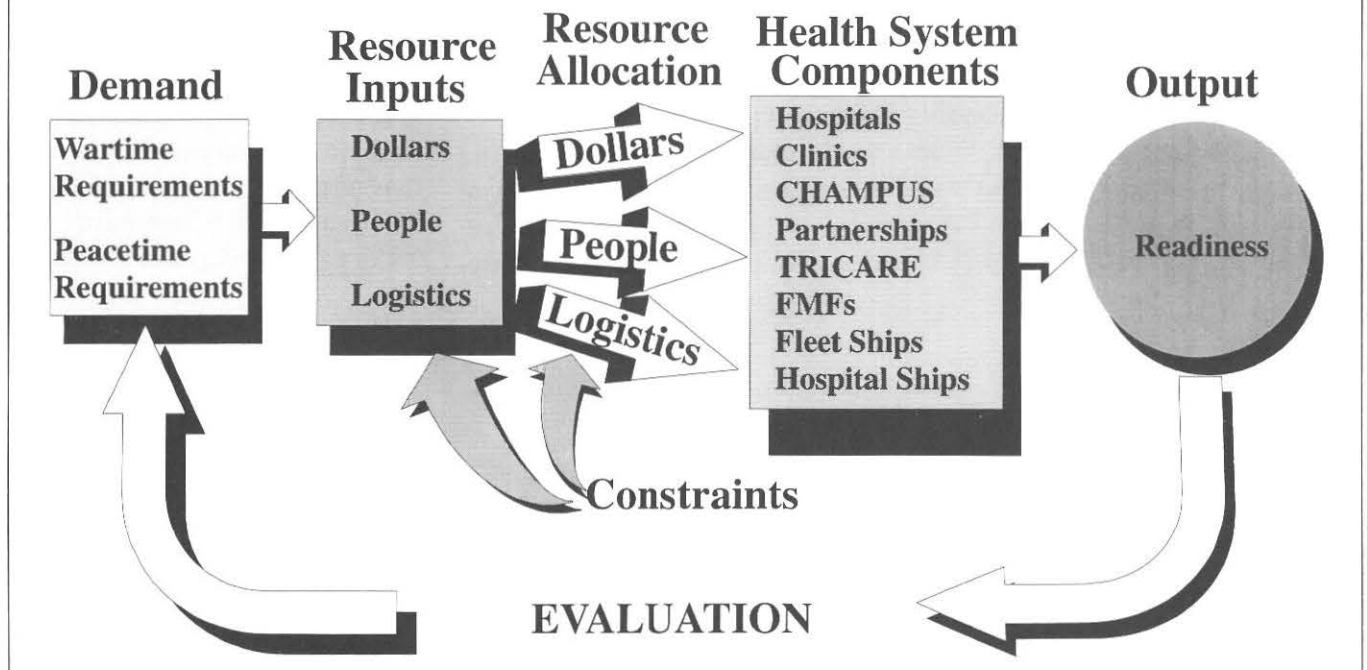 Demand
Wartime
Requirements
Peacetime
Requirements
Resource
Inputs
Dollars
People
Logistics
Resource
Allocation
Dollars
People
Logistics
Health System
Components
Hospitals
Clinics
CHAMPUS
Partnerships
TRICARE
FMFs
Fleet Ships
Hospital Ships
Output
Readiness
Constraints
EVALUATION